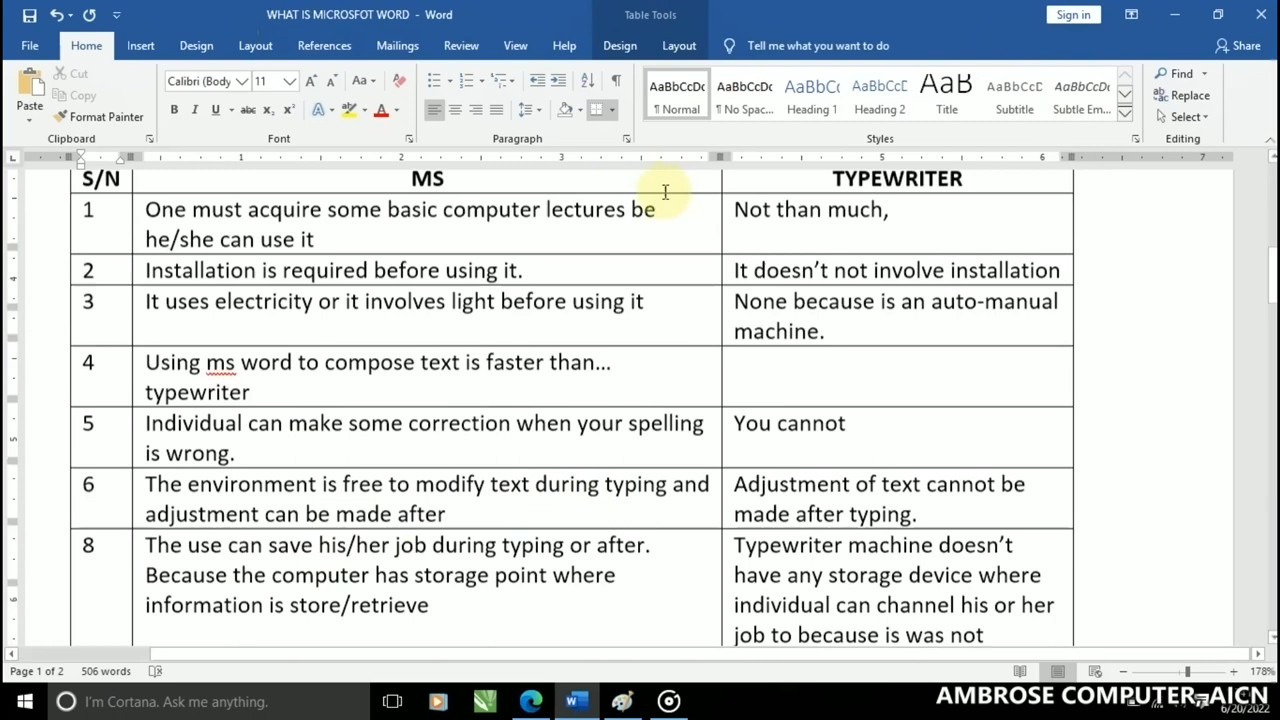 WHAT IS MICROSFOT WORD - Word
Table Tools
Sign in
File Home Insert Design Layout References Mailings Review View Help Design Layout Tell me what you want to do Share
Paste
Cut
Copy
Format Painter
Clipboard
Calibri (Body 11
Font
Paragraph
AaBbCcDc AaBbCcDc AaBbCc AaBbCcD AaB AaBbCcD AaBbCcDc
¶ Normal ¶ No Spac... Heading 1 Heading 2 Title Subtitle Subtle Em...
Styles
Find
Replace
Select
Editing
1 2 3 5 6 7
S/N MS TYPEWRITER
1 One must acquire some basic computer lectures be Not than much,
he/she can use it
2 Installation is required before using it. It doesn’t not involve installation
3 It uses electricity or it involves light before using it None because is an auto-manual
machine.
4 Using ms word to compose text is faster than...
typewriter
5 Individual can make some correction when your spelling You cannot
is wrong.
6 The environment is free to modify text during typing and Adjustment of text cannot be
adjustment can be made after made after typing.
8 The use can save his/her job during typing or after. Typewriter machine doesn’t
Because the computer has storage point where have any storage device where
information is store/retrieve individual can channel his or her
job to because is was not
Page 1 of 2 506 words 178%
I'm Cortana. Ask me anything.
AMBROSE COMPUTER-AICN
6/20/2022